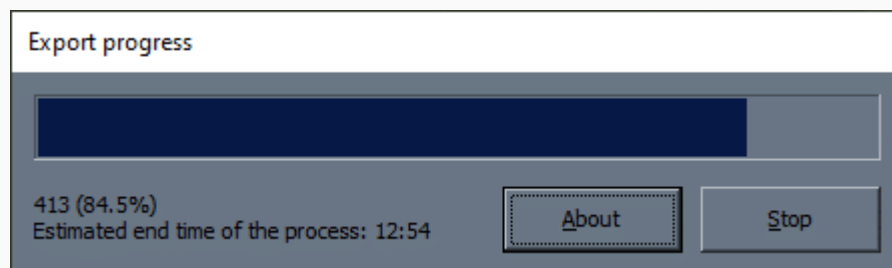 Export progress
413 (84.5%)
Estimated end time of the process: 12:54
About
Stop